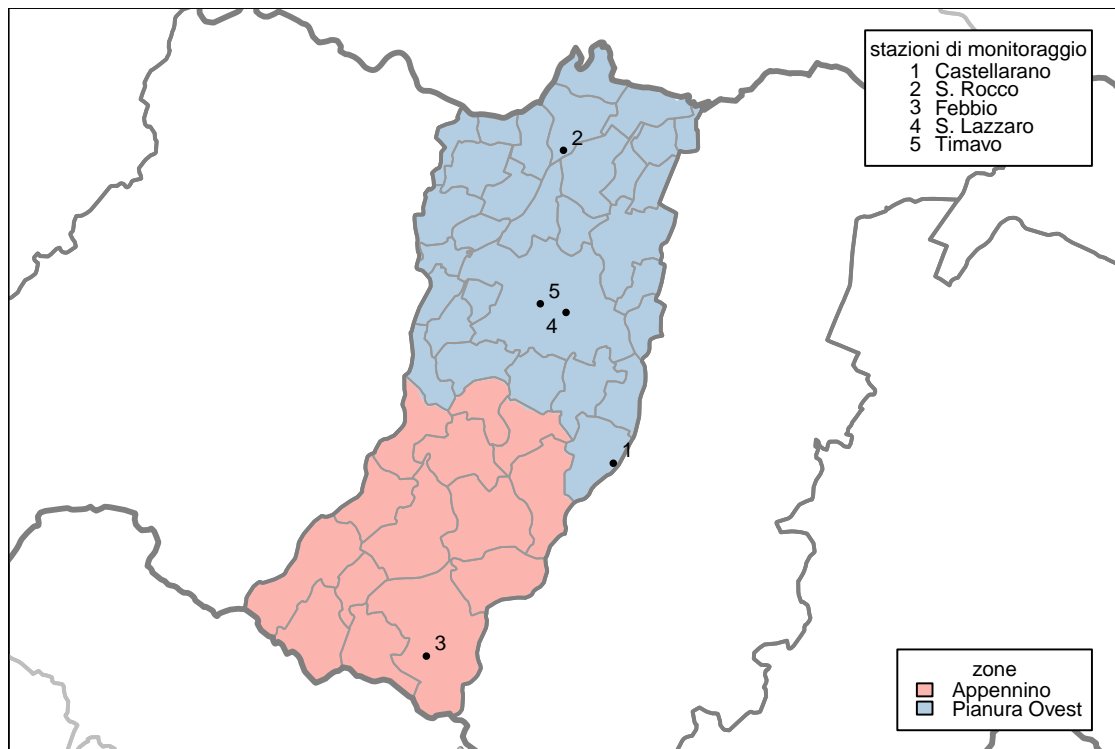 stazioni di monitoraggio
1 Castellarano
2 S. Rocco
3 Febbio
4 S. Lazzaro
5 Timavo
2
5
4
1
3
zone
Appennino
Pianura Ovest